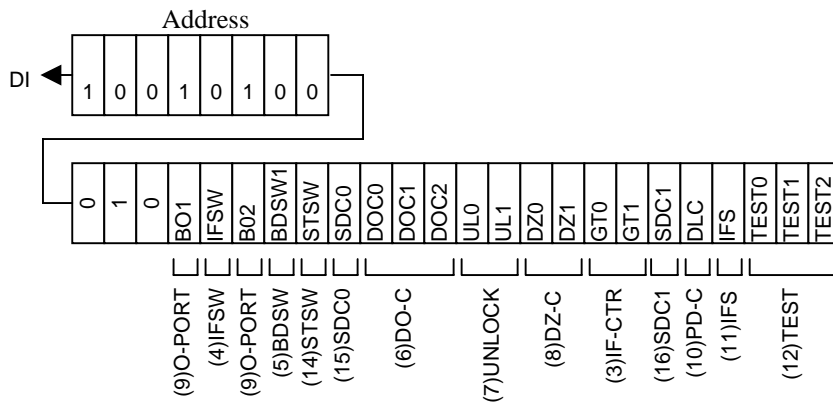 Address
DI
1 0 0 1 0 1 0 0
0 1 0 BO1 IFSW B02 BDSW1 STSW SDC0 DOC0 DOC1 DOC2 UL0 UL1 DZ0 DZ1 GT0 GT1 SDC1 DLC IFS TEST0 TEST1 TEST2
(9)O-PORT
(4)IFSW
(9)O-PORT
(5)BDSW
(14)STSW
(15)SDC0
(6)DO-C
(7)UNLOCK
(8)DZ-C
(3)IF-CTR
(16)SDC1
(10)PD-C
(11)IFS
(12)TEST